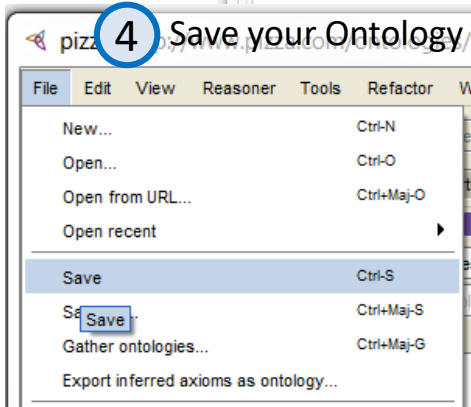 4 Save your Ontology
File Edit View Reasoner Tools Refactor
New... Ctrl-N
Open... Ctrl-O
Open from URL... Ctrl+Maj-O
Open recent
Save Ctrl-S
Ctrl+Maj-S
Save
Gather ontologies... Ctrl+Maj-G
Export inferred axioms as ontology...